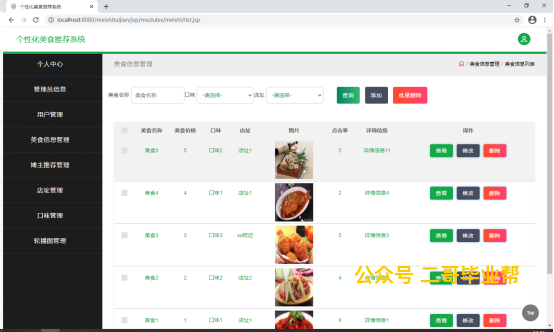 个性化美食推荐系统
localhost:8080/meishituijian/jsp/modules/meishi/list.jsp
个性化美食推荐系统
个人中心
管理员信息
用户管理
美食信息管理
博主推荐管理
店址管理
口味管理
轮播图管理
美食信息管理
/ 美食信息管理 / 美食信息列表
美食名称 美食名称 口味 -请选择- 店址 -请选择- 查询 添加 批量删除
美食名称 美食价格 口味 店址 图片 点击率 详情信息 操作
美食5 5 口味2 店址1 详情信息11 查看 修改 删除
美食4 4 口味1 店址1 2 详情信息4 查看 修改 删除
美食3 3 口味3 详情信息3 查看 修改 删除
美食2 2 口味2 店址2 4 查看 修改 删除
美食1 1 口味1 店址1 详情信息1 查看 修改 删除
公众号 二哥毕业帮
Top